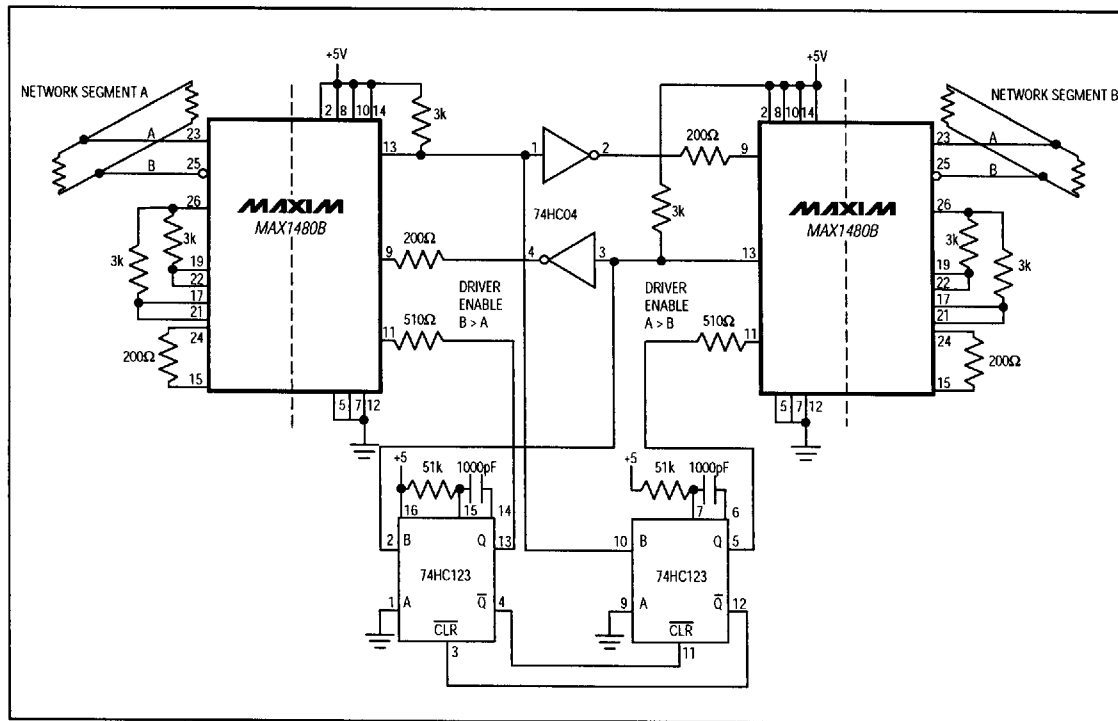 +5V
+5V
NETWORK SEGMENT A
NETWORK SEGMENT B
2 8 10 14
3k
2 8 10 14
A 23
13
1 2
200Ω
9
23 A
B 25
25 B
MAXIM
MAX1480B
74HC04
3k
MAXIM
MAX1480B
26
26
3k
3k
3k
3k
19
22
17
21
24
15
200Ω
9
200Ω
4 3
13
19
22
17
21
24
15
200Ω
DRIVER
ENABLE
B > A
DRIVER
ENABLE
A > B
11
510Ω
510Ω
11
5 7 12
5 7 12
+5
51k
1000pF
+5
51k
1000pF
16 15 14
7 6
2 B Q 13
10 B Q 5
74HC123
74HC123
1 A Q 4
9 A Q 12
CLR
CLR
3
11